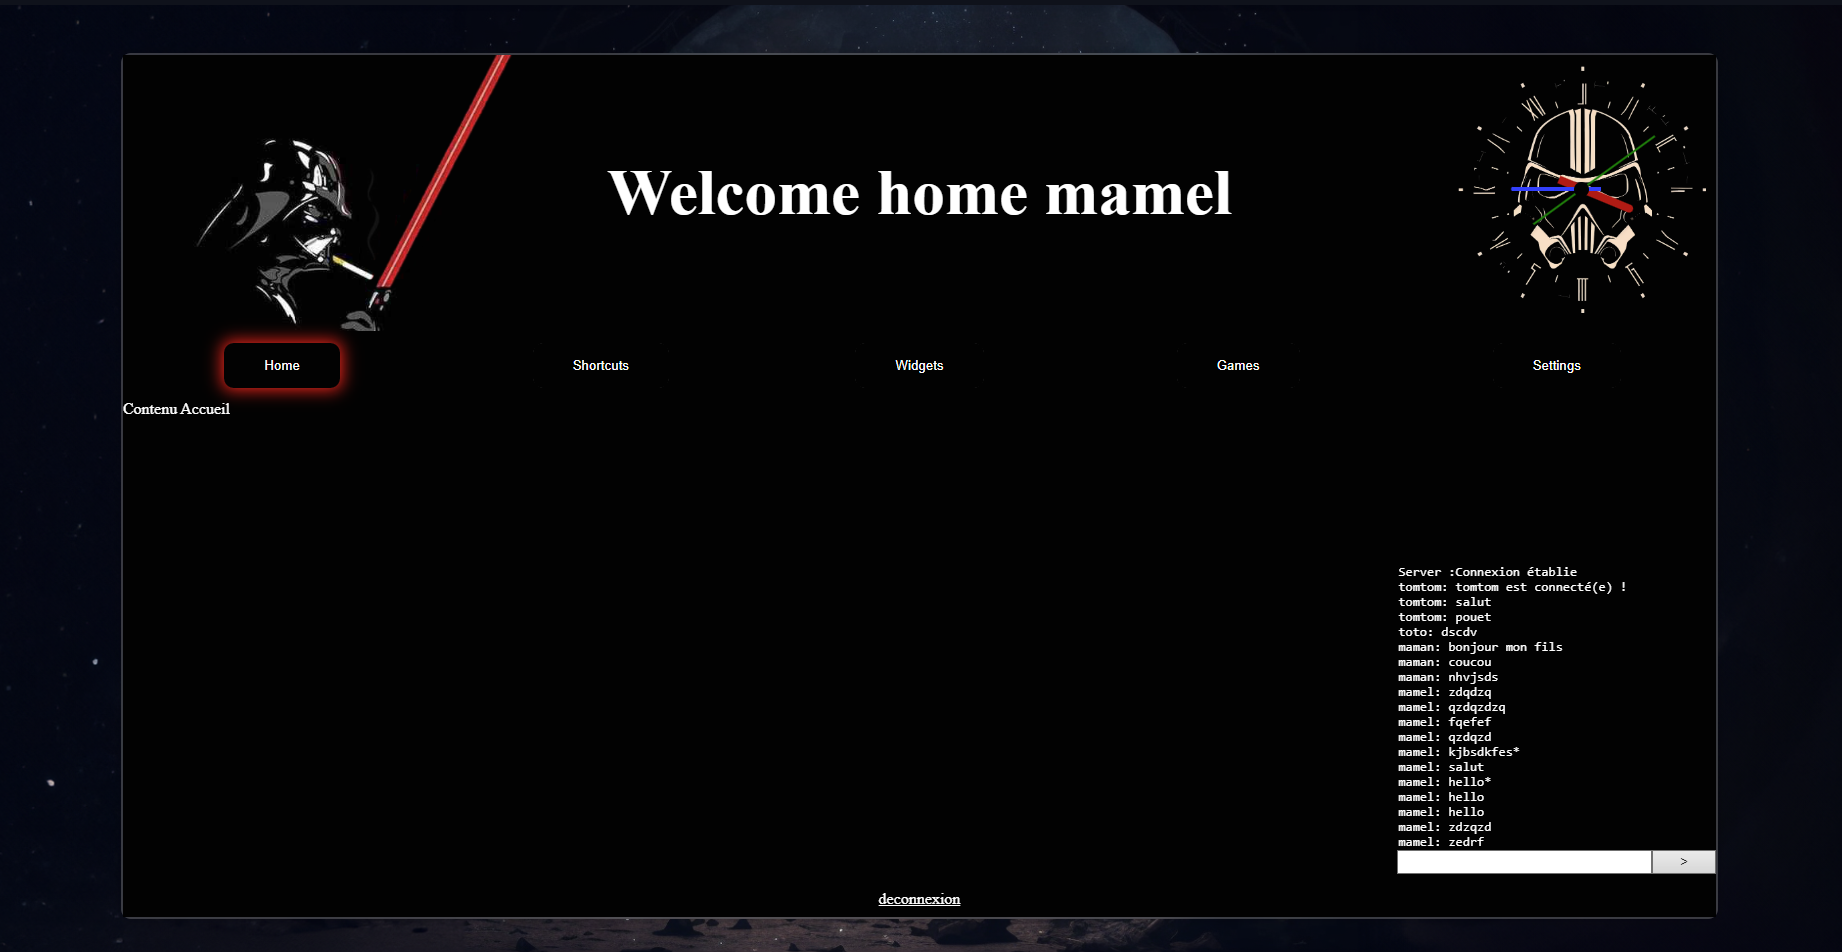 Welcome home mamel
Home
Shortcuts
Widgets
Games
Settings
Contenu Accueil
Server :Connexion établie
tomtom: tomtom est connecté(e) !
tomtom: salut
tomtom: pouet
toto: dscdv
maman: bonjour mon fils
maman: coucou
maman: nhvjsds
mamel: zdqdzq
mamel: qzdqzdzq
mamel: fqefef
mamel: qzdqzd
mamel: kjbsdkfes*
mamel: salut
mamel: hello*
mamel: hello
mamel: hello
mamel: zdzqzd
mamel: zedrf
>
deconnexion